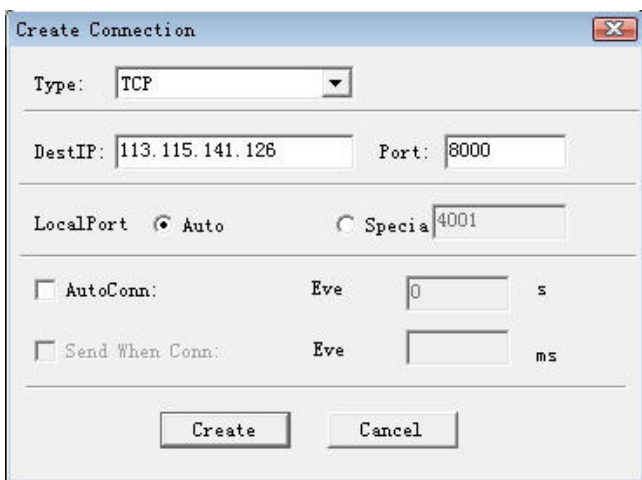 Create Connection
Type: TCP
DestIP: 113.115.141.126 Port: 8000
LocalPort Auto Specia 4001
AutoConn: Eve 0 s
Send When Conn: Eve ms
Create Cancel